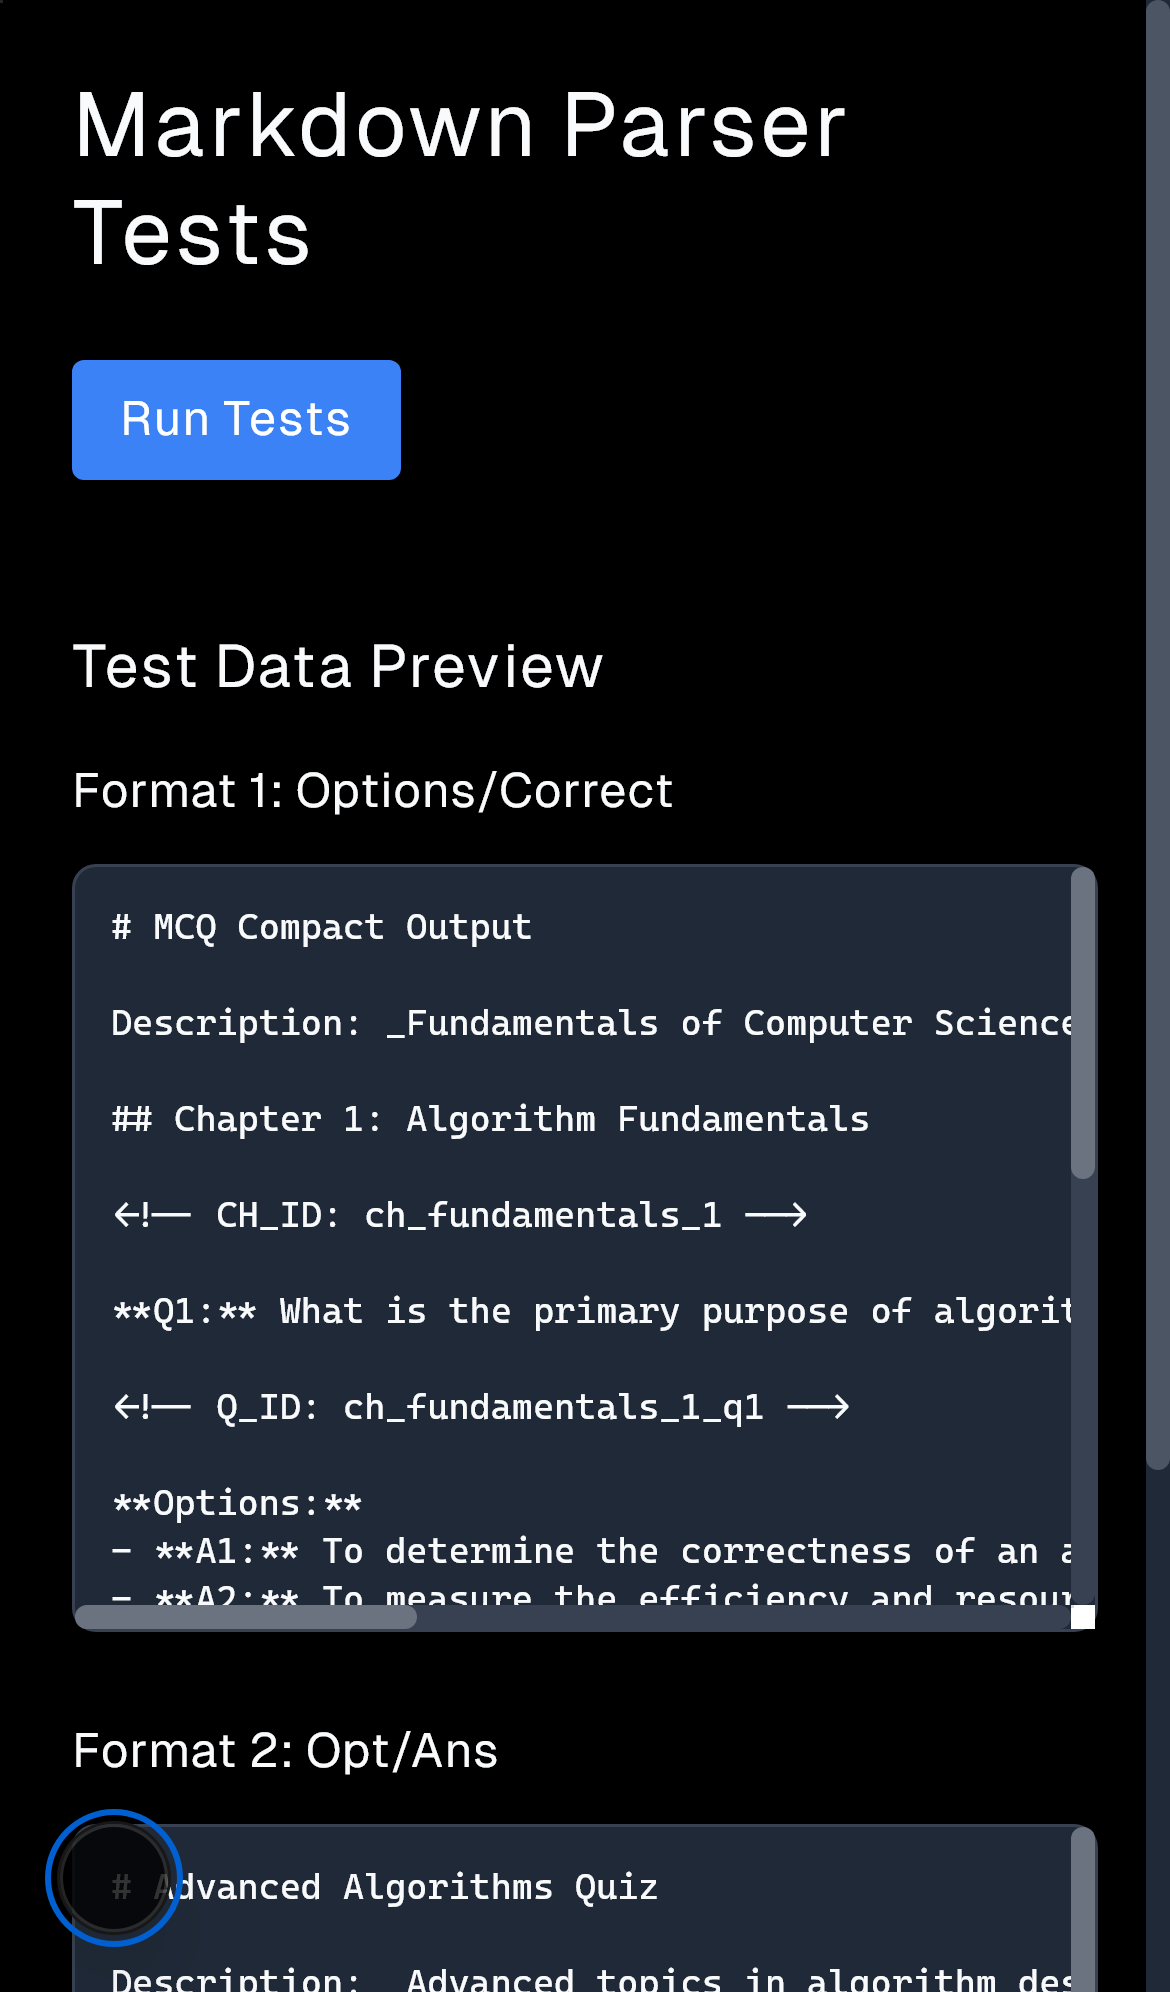 Markdown Parser
Tests
Run Tests
Test Data Preview
Format 1: Options/Correct
# MCQ Compact Output
Description: _Fundamentals of Computer Science
## Chapter 1: Algorithm Fundamentals
<!-- CH_ID: ch_fundamentals_1 -->
**Q1:** What is the primary purpose of algorit
<!-- Q_ID: ch_fundamentals_1_q1 -->
**Options:**
- **A1:** To determine the correctness of an a
- **A2:** To measure the efficiency and resour
Format 2: Opt/Ans
# Advanced Algorithms Quiz
Description: _Advanced topics in algorithm des